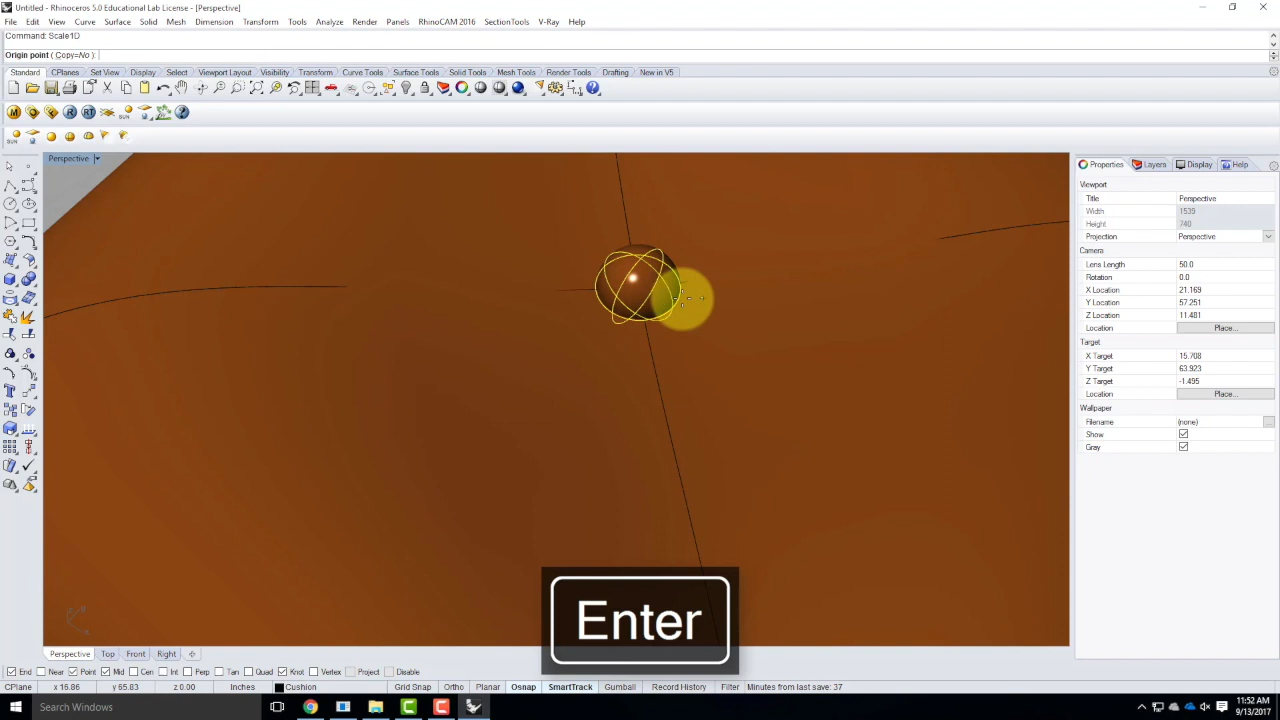 Untitled - Rhinoceros 5.0 Educational Lab License - [Perspective]
File Edit View Curve Surface Solid Mesh Dimension Transform Tools Analyze Render Panels RhinoCAM 2016 SectionTools V-Ray Help
Command: Scale1D
Origin point ( Copy=No ):
Standard CPlanes Set View Display Select Viewport Layout Visibility Transform Curve Tools Surface Tools Solid Tools Mesh Tools Render Tools Drafting New in V5
M R RT
SUN
SUN
Perspective
Properties Layers Display Help
Viewport
Title Perspective
Width 1539
Height 740
Projection Perspective
Camera
Lens Length 50.0
Rotation 0.0
X Location 21.169
Y Location 57.251
Z Location 11.481
Location Place...
Target
X Target 15.708
Y Target 63.923
Z Target -1.495
Location Place...
Wallpaper
Filename (none) ...
Show
Gray
Enter
Perspective Top Front Right
End Near Point Mid Cen Int Perp Tan Quad Knot Vertex Project Disable
CPlane x 16.86 y 65.83 z 0.00 Inches Cushion Grid Snap Ortho Planar Osnap SmartTrack Gumball Record History Filter Minutes from last save: 37
Search Windows
11:52 AM
9/13/2017